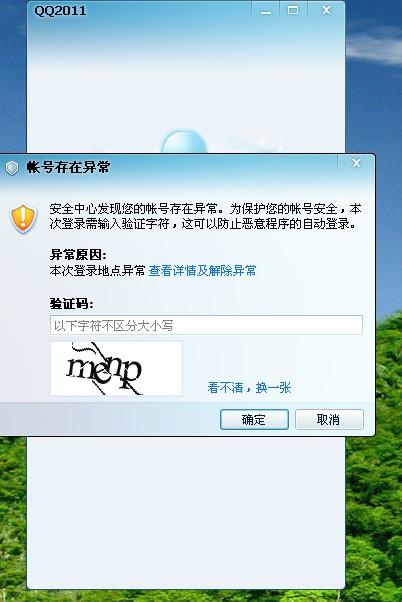 QQ2011
帐号存在异常
安全中心发现您的帐号存在异常。为保护您的帐号安全，本
次登录需输入验证字符，这可以防止恶意程序的自动登录。
异常原因:
本次登录地点异常 查看详情及解除异常
验证码:
以下字符不区分大小写
menp
看不清，换一张
确定
取消